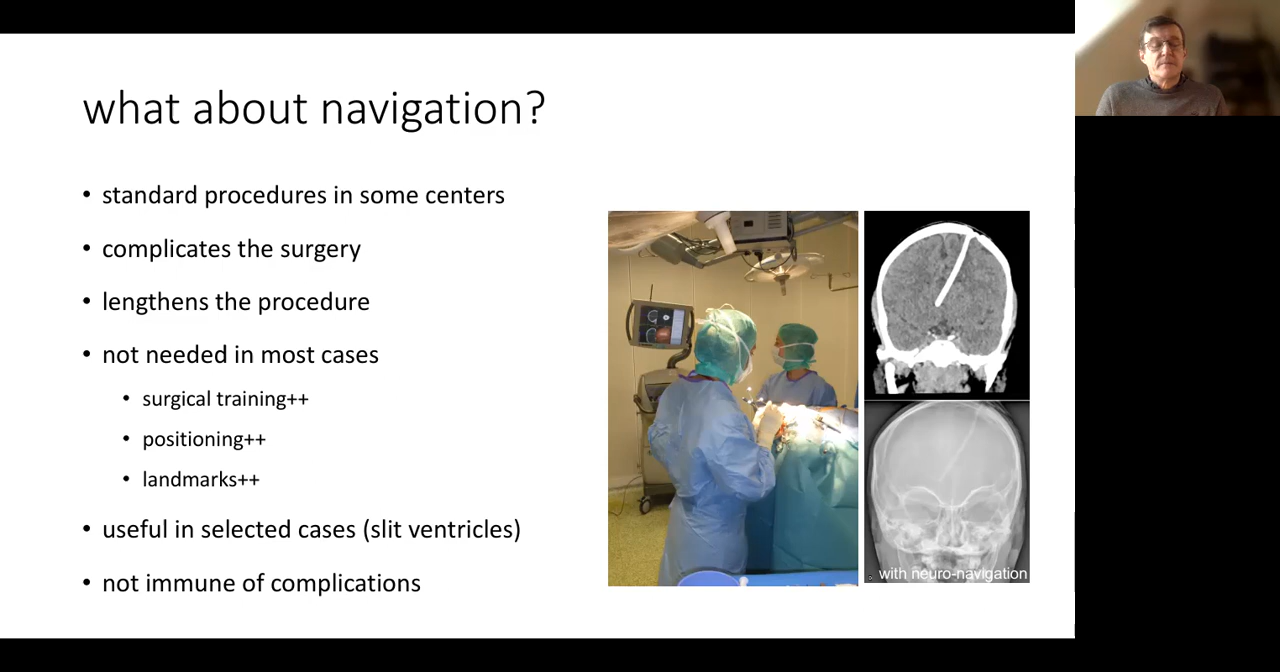 what about navigation?
• standard procedures in some centers
• complicates the surgery
• lengthens the procedure
• not needed in most cases
• surgical training++
• positioning++
• landmarks++
• useful in selected cases (slit ventricles)
• not immune of complications
with neuro-navigation